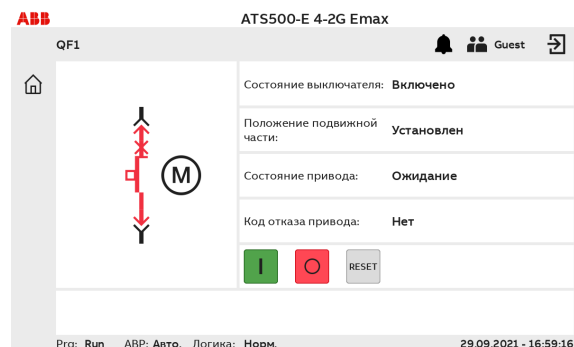 ABB
ATS500-E 4-2G Emax
QF1
Guest
Состояние выключателя: Включено
Положение подвижной части: Установлен
Состояние привода: Ожидание
Код отказа привода: Нет
M
I
O
RESET
Prg: Run АВР: Авто. Логика: Норм. 29.09.2021 - 16:59:16